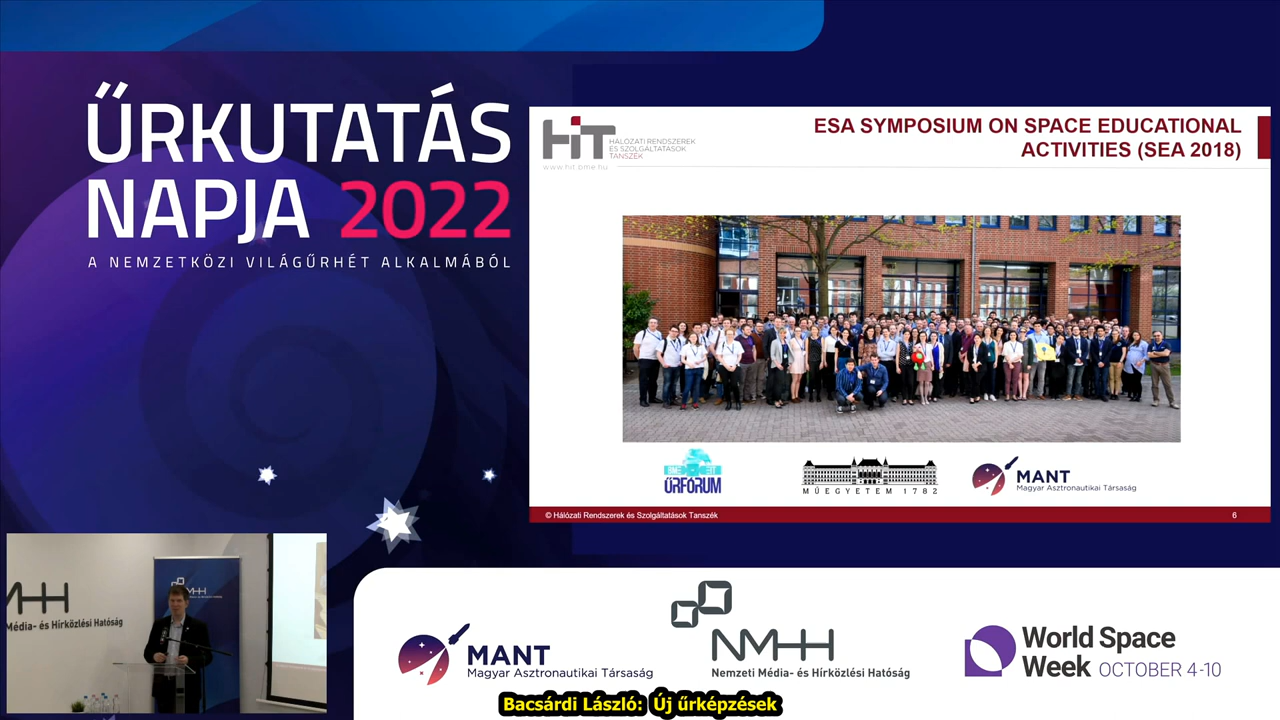 ŰRKUTATÁS
NAPJA 2022
A NEMZETKÖZI VILÁGŰRHÉT ALKALMÁBÓL
HiT
HÁLÓZATI RENDSZEREK
ÉS SZOLGÁLTATÁSOK
TANSZÉK
www.hit.bme.hu
ESA SYMPOSIUM ON SPACE EDUCATIONAL
ACTIVITIES (SEA 2018)
ŰRFÓRUM
MŰEGYETEM 1782
MANT
Magyar Asztronautikai Társaság
© Hálózati Rendszerek és Szolgáltatások Tanszék
6
NMHH
Média- és Hírközlési Hatóság
MANT
Magyar Asztronautikai Társaság
NMHH
Nemzeti Média- és Hírközlési Hatóság
World Space
Week OCTOBER 4-10
Bacsárdi László: Új űrképzések